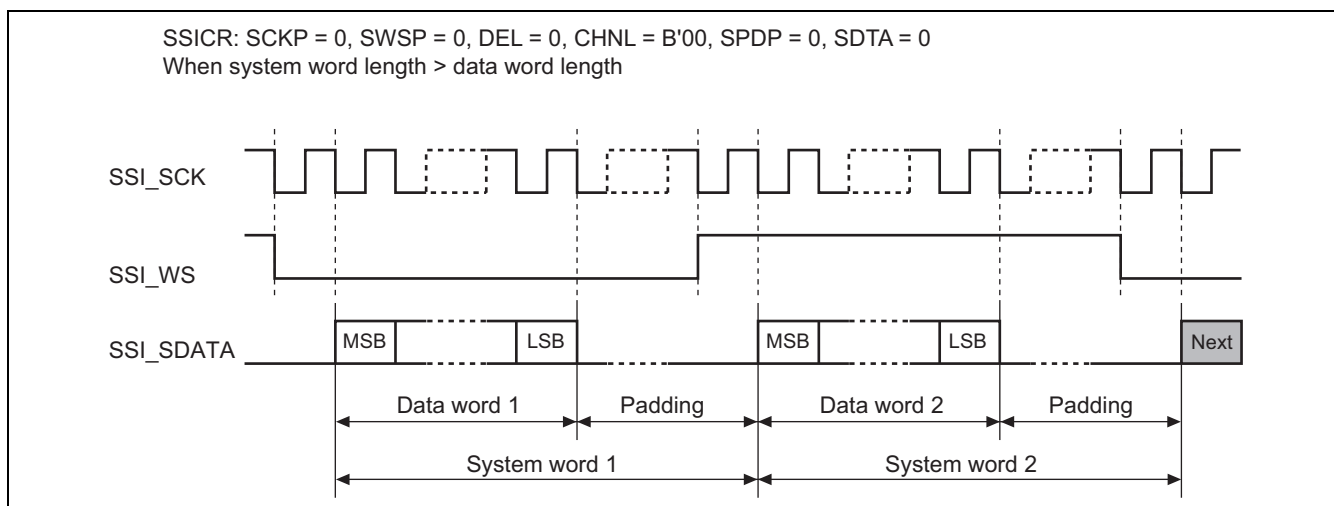 SSICR: SCKP = 0, SWSP = 0, DEL = 0, CHNL = B'00, SPDP = 0, SDTA = 0
When system word length > data word length
SSI_SCK
SSI_WS
SSI_SDATA
MSB
LSB
MSB
LSB
Next
Data word 1
Padding
Data word 2
Padding
System word 1
System word 2